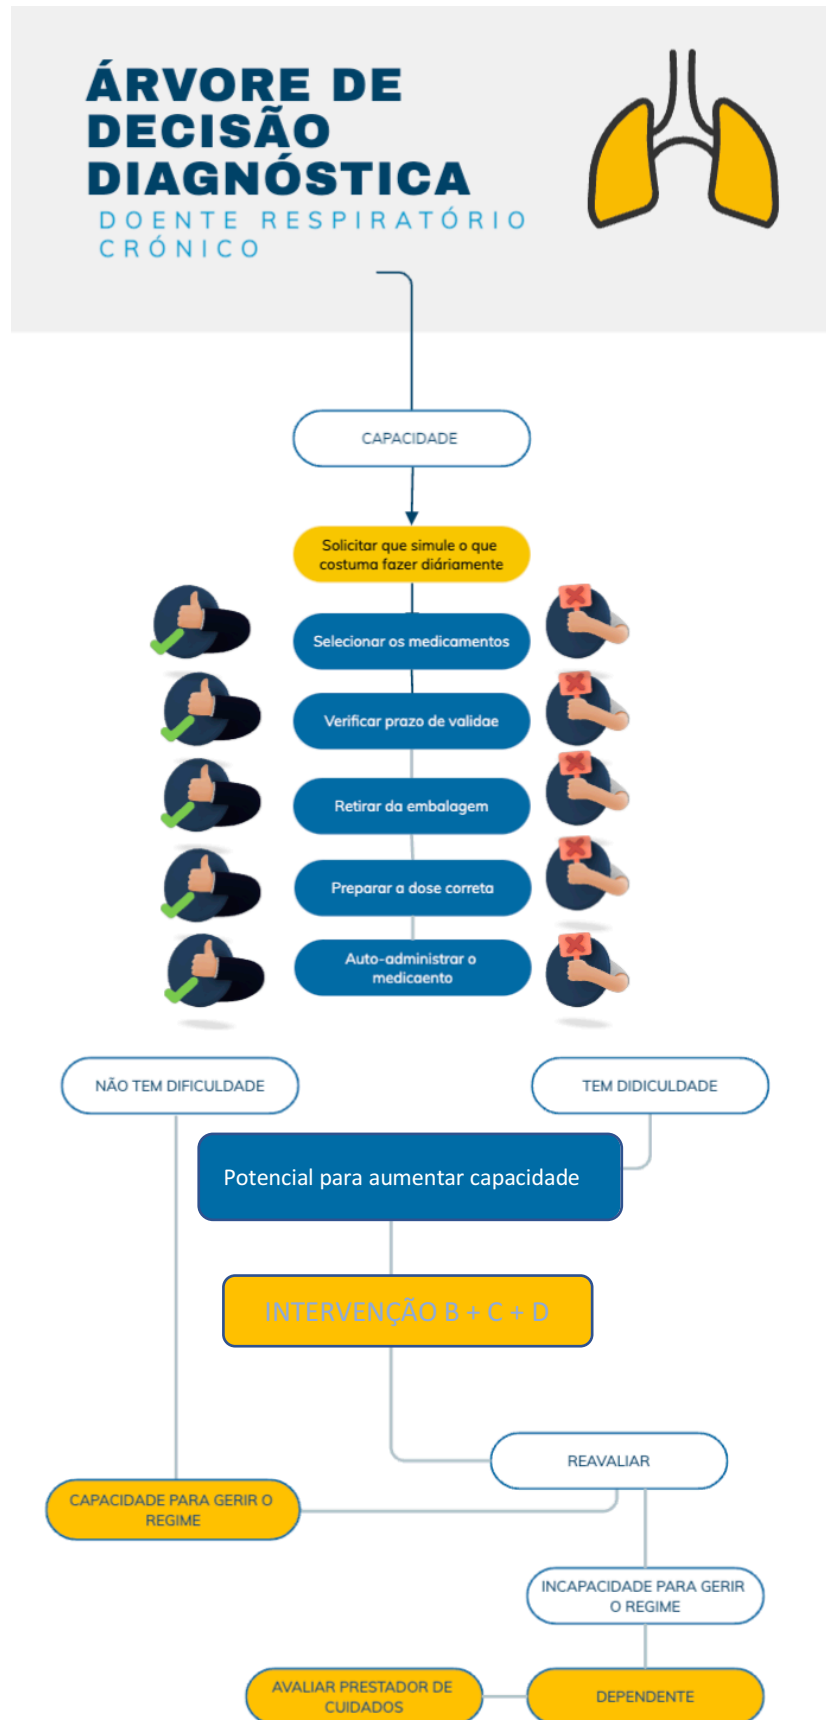 ÁRVORE DE
DECISÃO
DIAGNÓSTICA
DOENTE RESPIRATÓRIO
CRÓNICO
CAPACIDADE
Solicitar que simule o que
costuma fazer diáriamente
Selecionar os medicamentos
Verificar prazo de validae
Retirar da embalagem
Preparar a dose correta
Auto-administrar o
medicaento
NÃO TEM DIFICULDADE
TEM DIDICULDADE
Potencial para aumentar capacidade
INTERVENÇÃO B + C + D
REAVALIAR
CAPACIDADE PARA GERIR O
REGIME
INCAPACIDADE PARA GERIR
O REGIME
AVALIAR PRESTADOR DE
CUIDADOS
DEPENDENTE